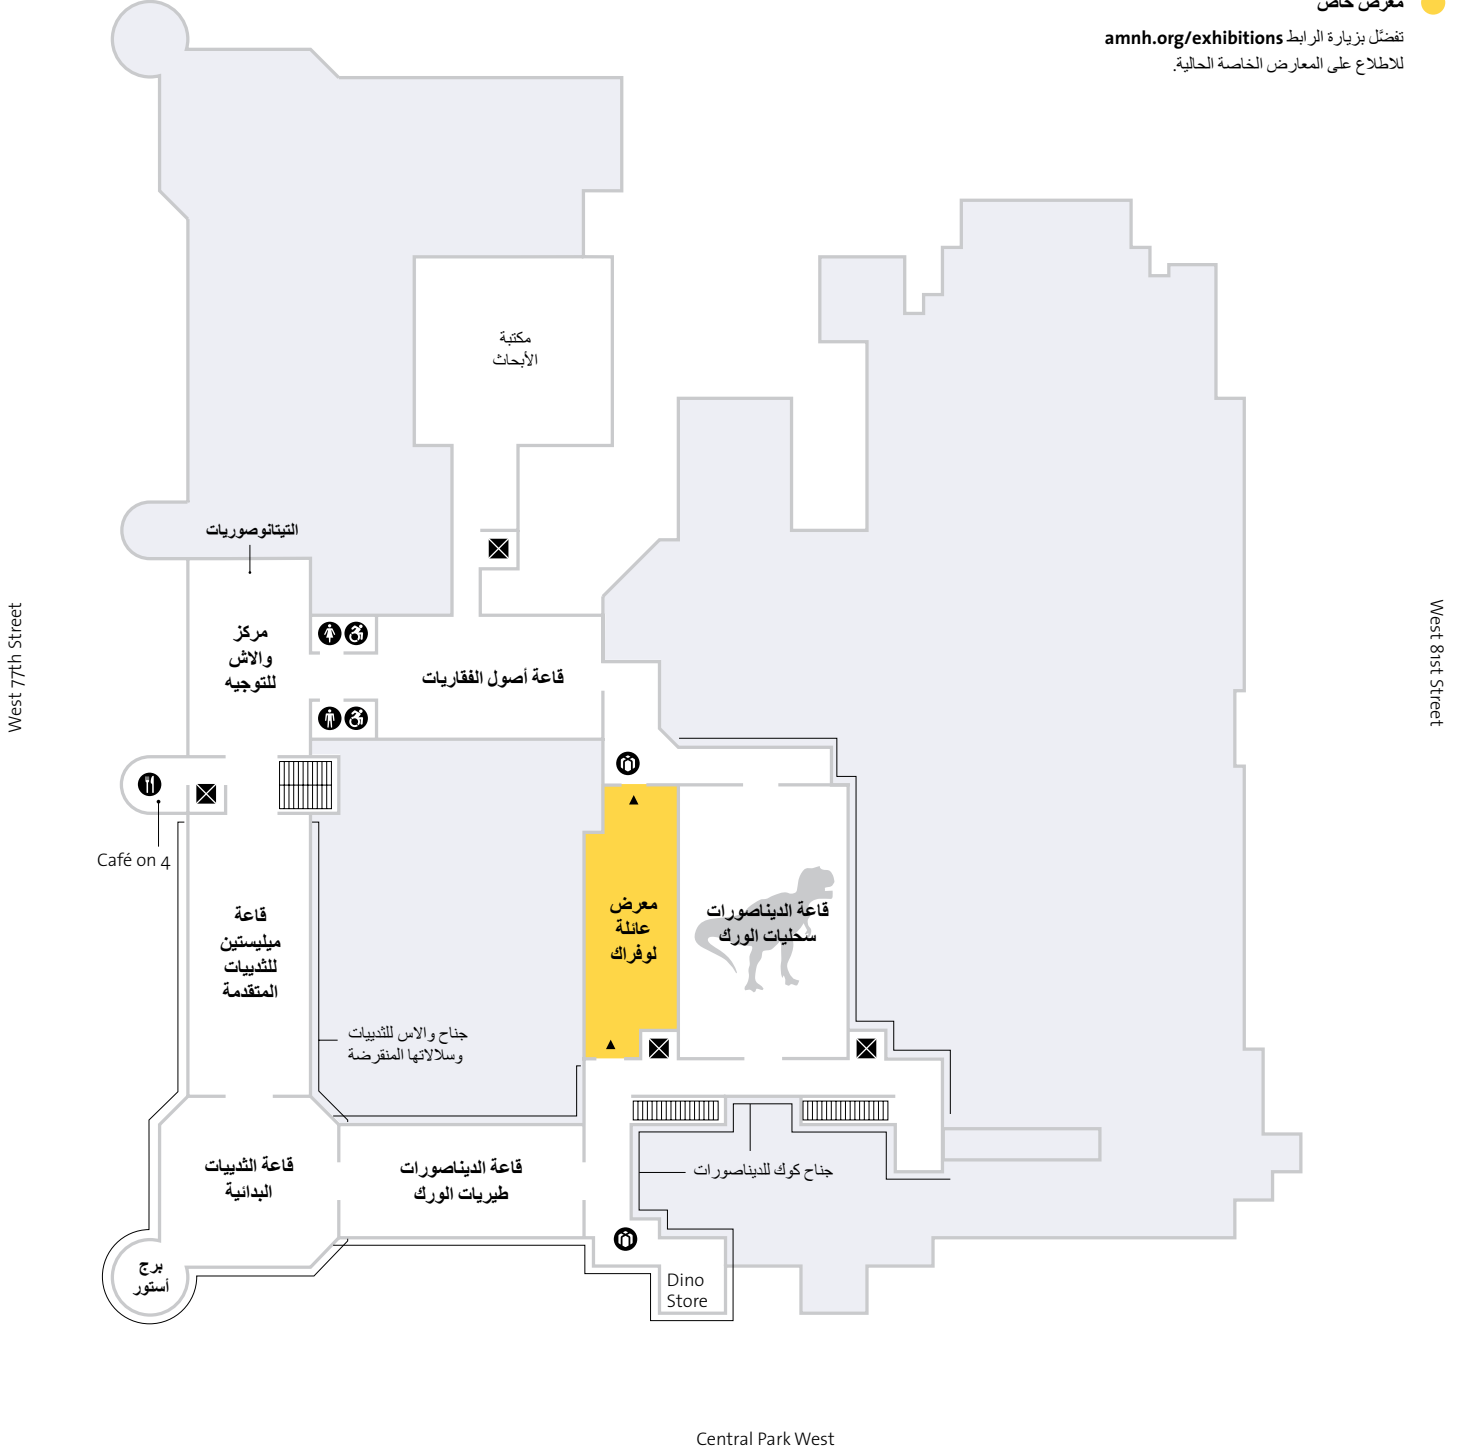 معرض خاص
تفضَّل بزيارة الرابط amnh.org/exhibitions
للاطلاع على المعارض الخاصة الحالية.
مكتبة
الأبحاث
التيتانوصوريات
مركز
والاش
للتوجيه
قاعة أصول الفقاريات
West 77th Street
West 81st Street
Café on 4
قاعة
ميليستين
للثدييات
المتقدمة
معرض
عائلة
لوفراك
قاعة الديناصورات
سحليات الورك
جناح والاس للثدييات
وسلالاتها المنقرضة
قاعة الثدييات
البدائية
قاعة الديناصورات
طيريات الورك
جناح كوك للديناصورات
برج
أستور
Dino
Store
Central Park West